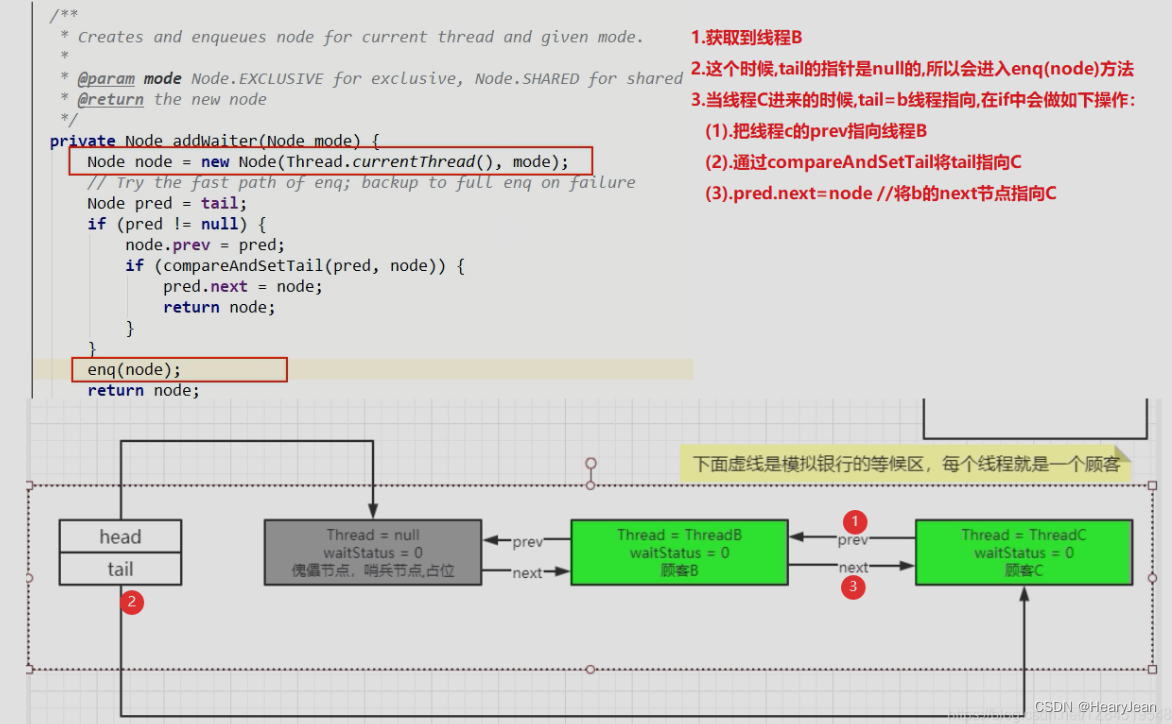 /**
* Creates and enqueues node for current thread and given mode.
*
* @param mode Node.EXCLUSIVE for exclusive, Node.SHARED for shared
* @return the new node
*/
private Node addWaiter(Node mode) {
Node node = new Node(Thread.currentThread(), mode);
// Try the fast path of enq; backup to full enq on failure
Node pred = tail;
if (pred != null) {
node.prev = pred;
if (compareAndSetTail(pred, node)) {
pred.next = node;
return node;
}
}
enq(node);
return node;
1.获取到线程B
2.这个时候,tail的指针是null的,所以会进入enq(node)方法
3.当线程C进来的时候,tail=b线程指向,在if中会做如下操作:
(1).把线程c的prev指向线程B
(2).通过compareAndSetTail将tail指向C
(3).pred.next=node //将b的next节点指向C
下面虚线是模拟银行的等候区，每个线程就是一个顾客
head
tail
2
Thread = null
waitStatus = 0
傀儡节点，哨兵节点,占位
prev
next
Thread = ThreadB
waitStatus = 0
顾客B
1
prev
next
3
Thread = ThreadC
waitStatus = 0
顾客C
CSDN @HearyJean